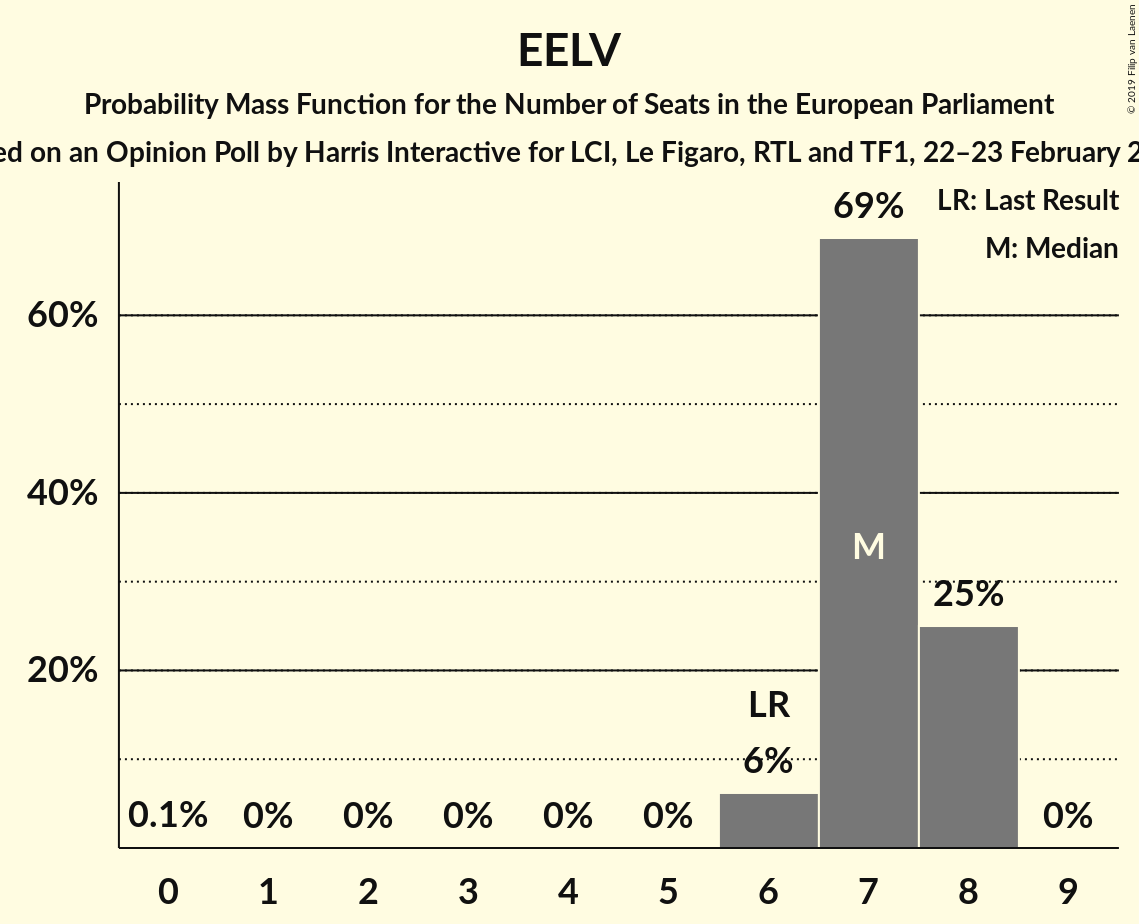 EELV
Probability Mass Function for the Number of Seats in the European Parliament
on an Opinion Poll by Harris Interactive for LCI, Le Figaro, RTL and TF1, 22–23 February
© 2019 Filip van Laenen
LR: Last Result
M: Median
69%
60%
40%
M
25%
20%
LR
6%
0.1% 0% 0% 0% 0% 0% 0%
0 1 2 3 4 5 6 7 8 9